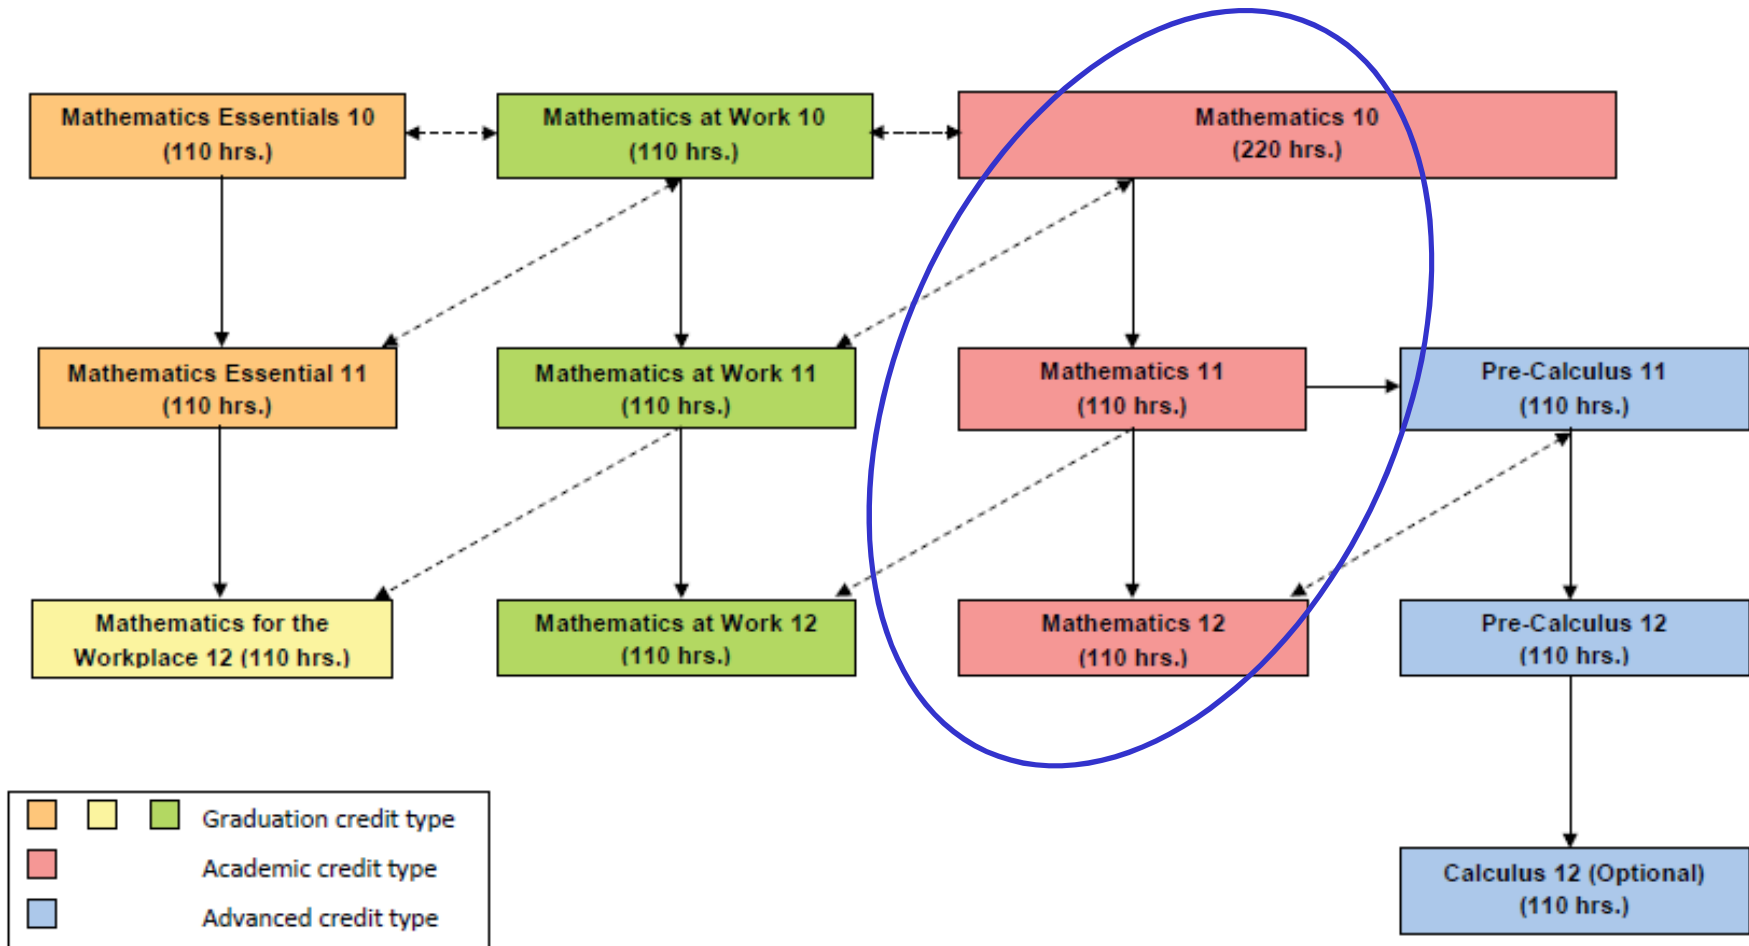 Mathematics Essentials 10
(110 hrs.)
Mathematics at Work 10
(110 hrs.)
Mathematics 10
(220 hrs.)
Mathematics Essential 11
(110 hrs.)
Mathematics at Work 11
(110 hrs.)
Mathematics 11
(110 hrs.)
Pre-Calculus 11
(110 hrs.)
Mathematics for the
Workplace 12 (110 hrs.)
Mathematics at Work 12
(110 hrs.)
Mathematics 12
(110 hrs.)
Pre-Calculus 12
(110 hrs.)
Calculus 12 (Optional)
(110 hrs.)
Graduation credit type
Academic credit type
Advanced credit type